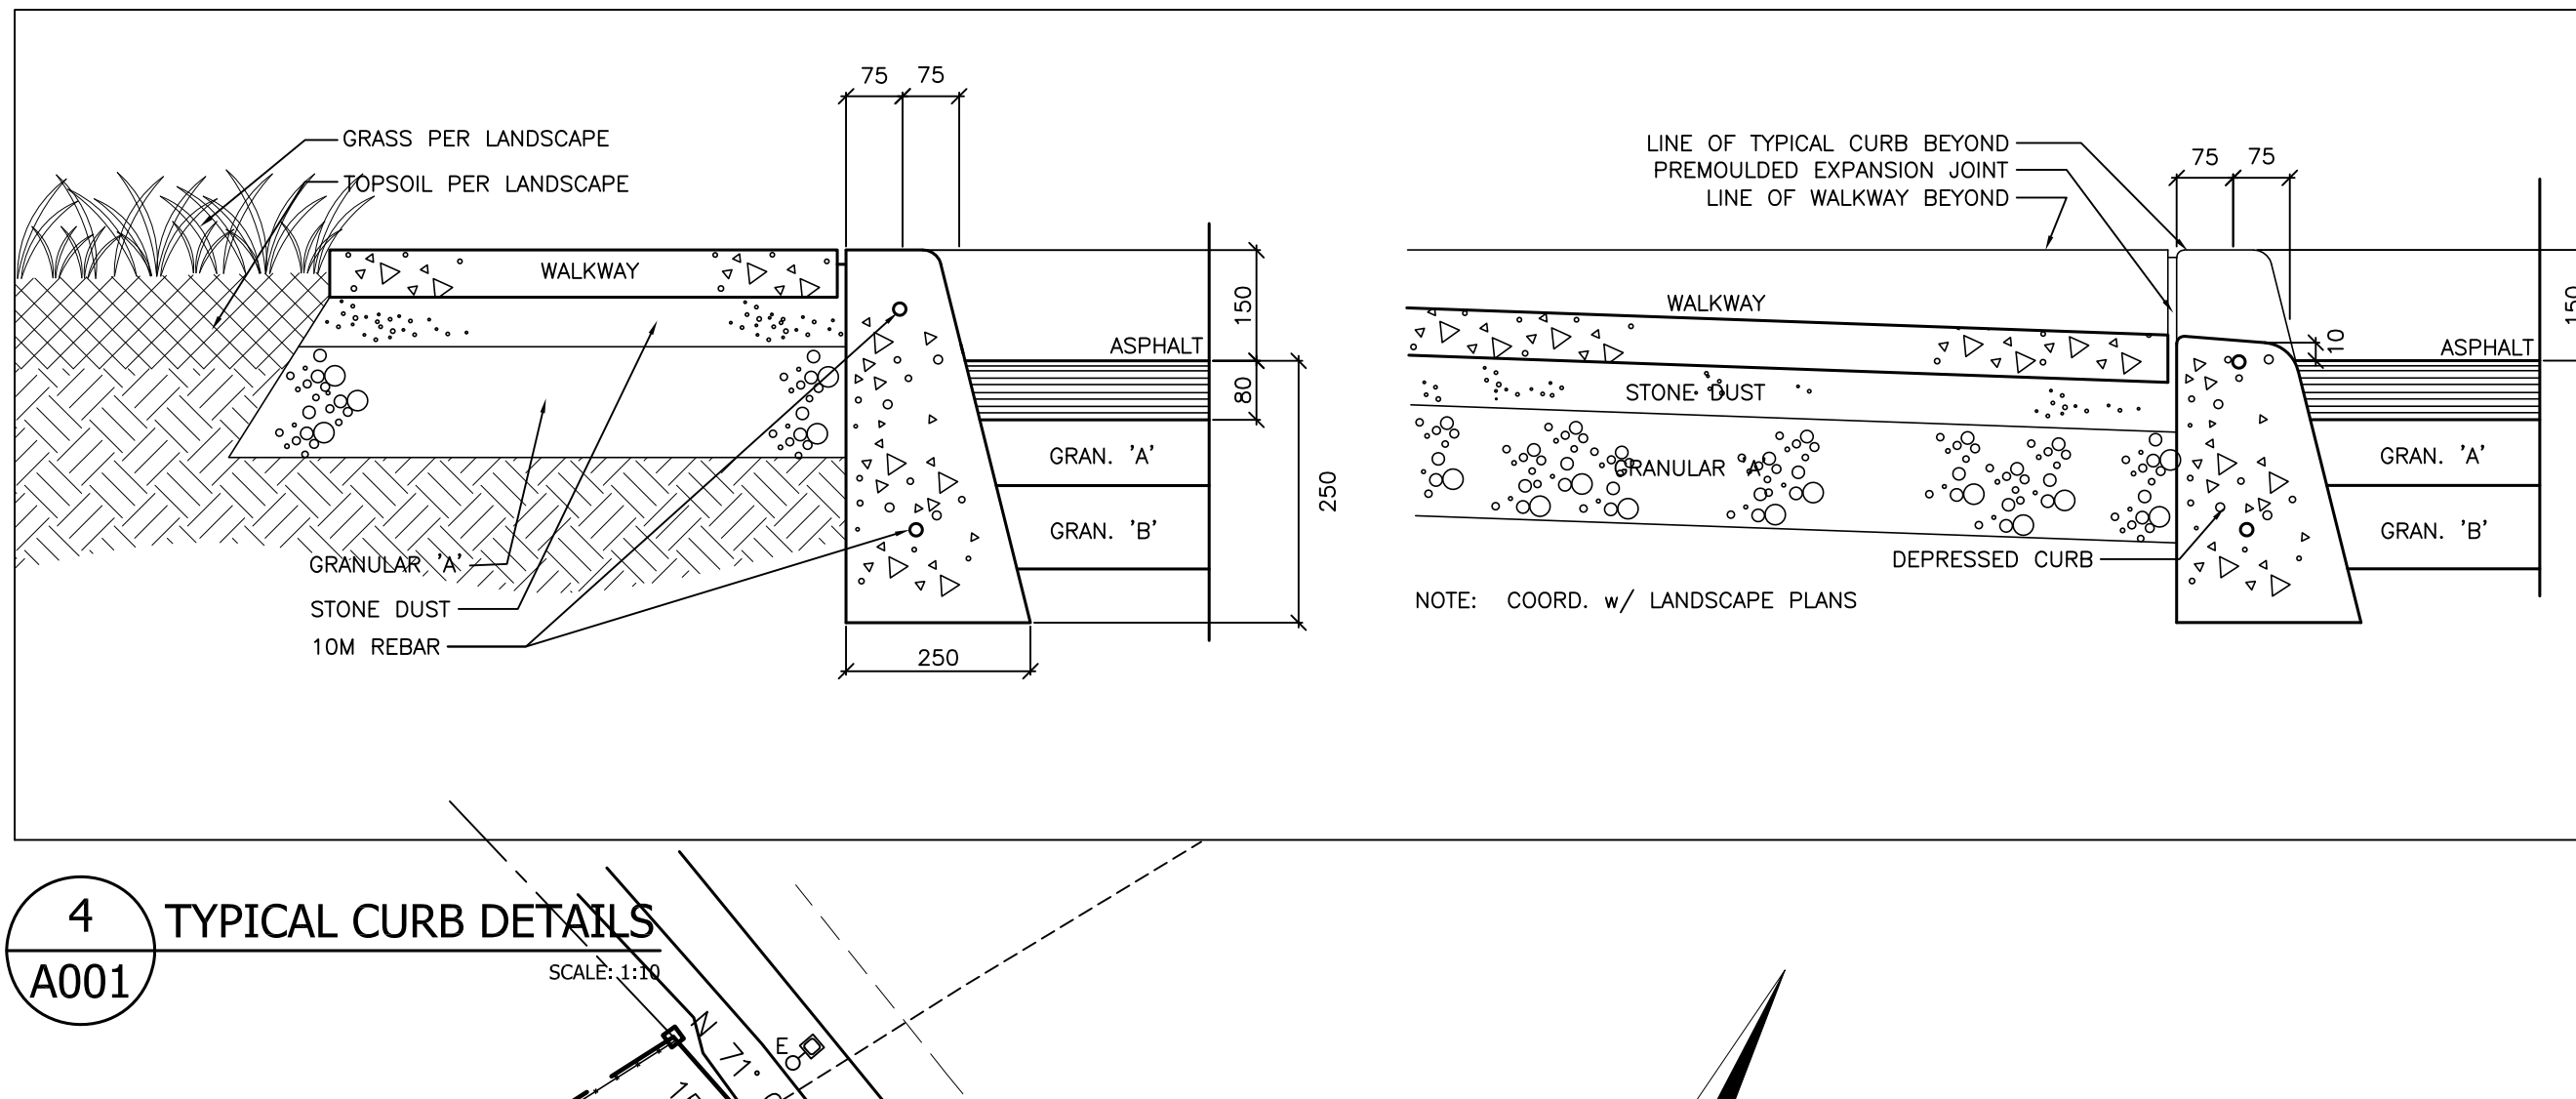 75 75
GRASS PER LANDSCAPE
TOPSOIL PER LANDSCAPE
WALKWAY
150
ASPHALT
80
GRAN. 'A'
250
GRAN. 'B'
GRANULAR 'A'
STONE DUST
10M REBAR
250
LINE OF TYPICAL CURB BEYOND
PREMOULDED EXPANSION JOINT
LINE OF WALKWAY BEYOND
75 75
WALKWAY
150
10
ASPHALT
STONE DUST
GRAN. 'A'
GRANULAR 'A'
GRAN. 'B'
DEPRESSED CURB
NOTE: COORD. w/ LANDSCAPE PLANS
4
A001
TYPICAL CURB DETAILS
SCALE: 1:10
N 71°
E